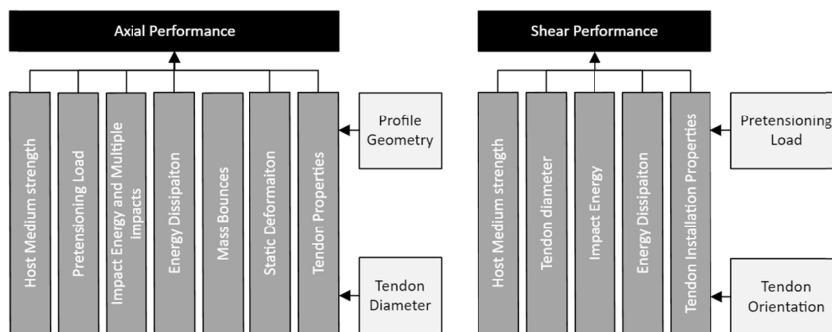 Axial Performance
Host Medium strength
Pretensioning Load
Impact Energy and Multiple
Impacts
Energy Dissipaiton
Mass Bounces
Static Deformaiton
Tendon Properties
Profile
Geometry
Tendon
Diameter
Shear Performance
Host Medium strength
Tendon diameter
Impact Energy
Energy Dissipaiton
Tendon Installation Properties
Pretensioning
Load
Tendon
Orientation